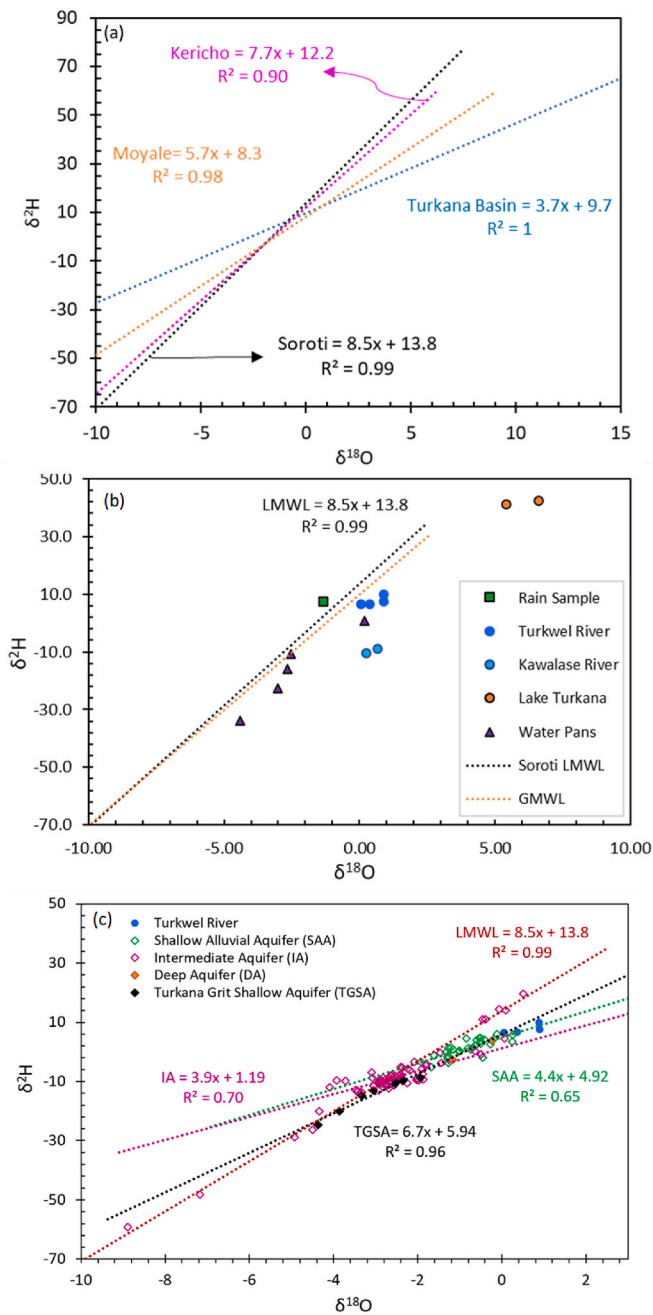 (a)
90
70
50
30
10
-10
-30
-50
-70
δ²H
Kericho = 7.7x + 12.2
R² = 0.90
Moyale= 5.7x + 8.3
R² = 0.98
Turkana Basin = 3.7x + 9.7
R² = 1
Soroti = 8.5x + 13.8
R² = 0.99
-10 -5 0 5 10 15
δ¹⁸O
(b)
50.0
30.0
10.0
-10.0
-30.0
-50.0
-70.0
δ²H
LMWL = 8.5x + 13.8
R² = 0.99
Rain Sample
Turkwel River
Kawalase River
Lake Turkana
Water Pans
Soroti LMWL
GMWL
-10.00 -5.00 0.00 5.00 10.00
δ¹⁸O
(c)
50
30
10
-10
-30
-50
-70
δ²H
Turkwel River
Shallow Alluvial Aquifer (SAA)
Intermediate Aquifer (IA)
Deep Aquifer (DA)
Turkana Grit Shallow Aquifer (TGSA)
LMWL = 8.5x + 13.8
R² = 0.99
IA = 3.9x + 1.19
R² = 0.70
SAA = 4.4x + 4.92
R² = 0.65
TGSA= 6.7x + 5.94
R² = 0.96
-10 -8 -6 -4 -2 0 2
δ¹⁸O